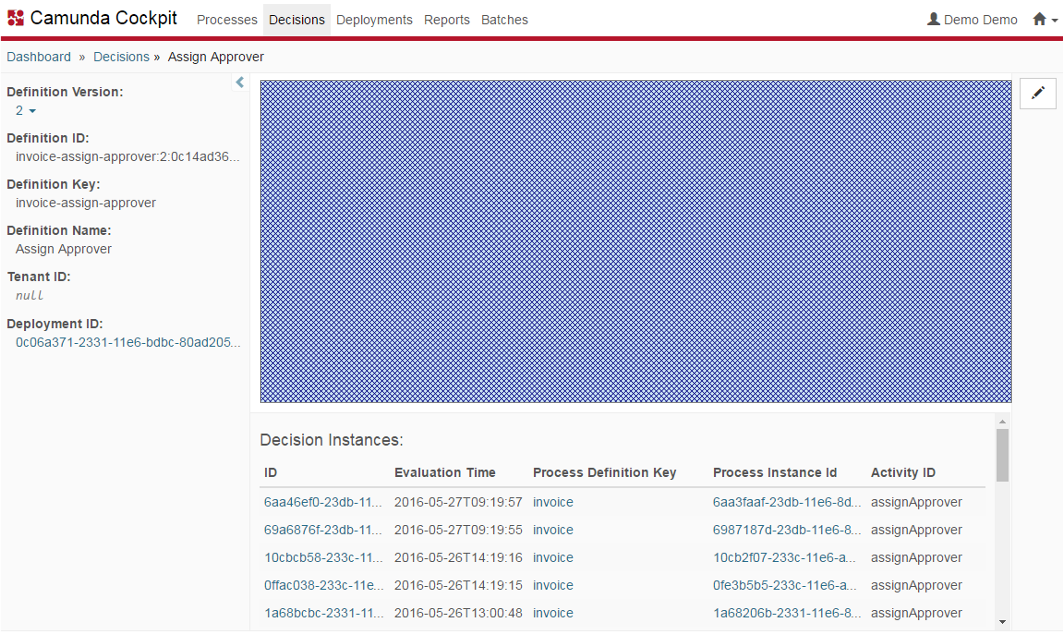 Camunda Cockpit Processes Decisions Deployments Reports Batches Demo Demo
Dashboard » Decisions » Assign Approver
Definition Version:
2
Definition ID:
invoice-assign-approver:2:0c14ad36...
Definition Key:
invoice-assign-approver
Definition Name:
Assign Approver
Tenant ID:
null
Deployment ID:
0c06a371-2331-11e6-bdbc-80ad205...
Decision Instances:
ID Evaluation Time Process Definition Key Process Instance Id Activity ID
6aa46ef0-23db-11... 2016-05-27T09:19:57 invoice 6aa3faaf-23db-11e6-8d... assignApprover
69a6876f-23db-11... 2016-05-27T09:19:55 invoice 6987187d-23db-11e6-8... assignApprover
10cbcb58-233c-11... 2016-05-26T14:19:16 invoice 10cb2f07-233c-11e6-a... assignApprover
0ffac038-233c-11e... 2016-05-26T14:19:15 invoice 0fe3b5b5-233c-11e6-a... assignApprover
1a68bcbc-2331-11... 2016-05-26T13:00:48 invoice 1a68206b-2331-11e6-8... assignApprover